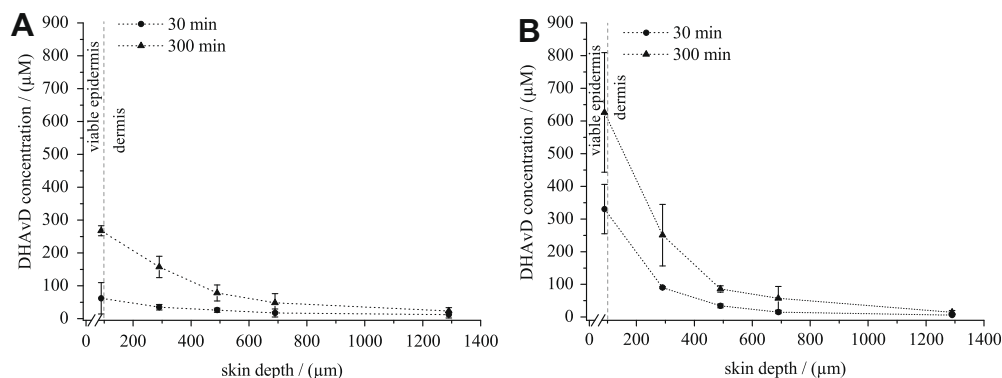 A
DHAvD concentration / (µM)
900
800
700
600
500
400
300
200
100
0
viable epidermis
dermis
30 min
300 min
0
200
400
600
800
1000
1200
1400
skin depth / (µm)
B
DHAvD concentration / (µM)
900
800
700
600
500
400
300
200
100
0
viable epidermis
dermis
30 min
300 min
0
200
400
600
800
1000
1200
1400
skin depth / (µm)